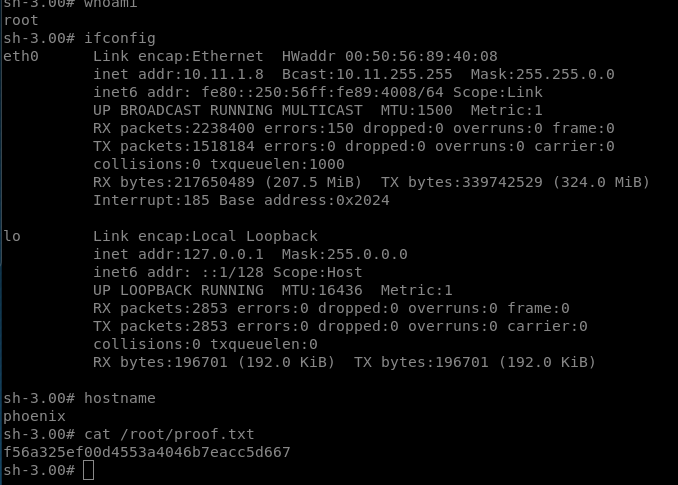 sh-3.00# whoami
root
sh-3.00# ifconfig
eth0      Link encap:Ethernet  HWaddr 00:50:56:89:40:08
          inet addr:10.11.1.8  Bcast:10.11.255.255  Mask:255.255.0.0
          inet6 addr: fe80::250:56ff:fe89:4008/64 Scope:Link
          UP BROADCAST RUNNING MULTICAST  MTU:1500  Metric:1
          RX packets:2238400 errors:150 dropped:0 overruns:0 frame:0
          TX packets:1518184 errors:0 dropped:0 overruns:0 carrier:0
          collisions:0 txqueuelen:1000
          RX bytes:217650489 (207.5 MiB)  TX bytes:339742529 (324.0 MiB)
          Interrupt:185 Base address:0x2024
lo        Link encap:Local Loopback
          inet addr:127.0.0.1  Mask:255.0.0.0
          inet6 addr: ::1/128 Scope:Host
          UP LOOPBACK RUNNING  MTU:16436  Metric:1
          RX packets:2853 errors:0 dropped:0 overruns:0 frame:0
          TX packets:2853 errors:0 dropped:0 overruns:0 carrier:0
          collisions:0 txqueuelen:0
          RX bytes:196701 (192.0 KiB)  TX bytes:196701 (192.0 KiB)
sh-3.00# hostname
phoenix
sh-3.00# cat /root/proof.txt
f56a325ef00d4553a4046b7eacc5d667
sh-3.00#